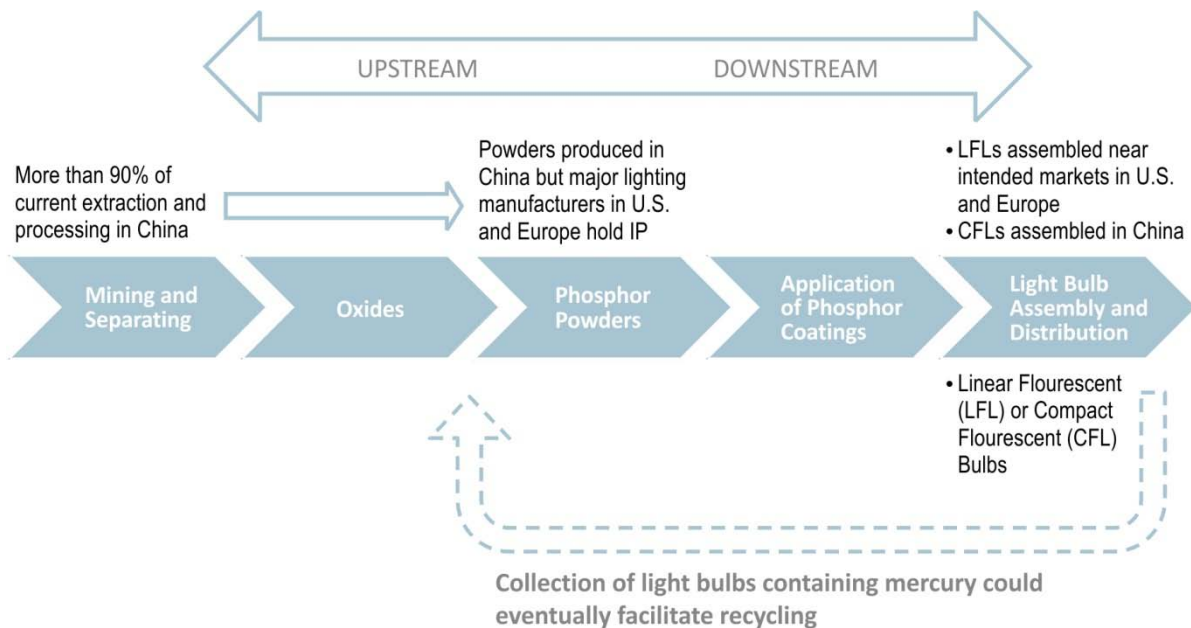 UPSTREAM
DOWNSTREAM
More than 90% of
current extraction and
processing in China
Powders produced in
China but major lighting
manufacturers in U.S.
and Europe hold IP
• LFLs assembled near
intended markets in U.S.
and Europe
• CFLs assembled in China
Mining and
Separating
Oxides
Phosphor
Powders
Application
of Phosphor
Coatings
Light Bulb
Assembly and
Distribution
• Linear Flourescent
(LFL) or Compact
Flourescent (CFL)
Bulbs
Collection of light bulbs containing mercury could
eventually facilitate recycling